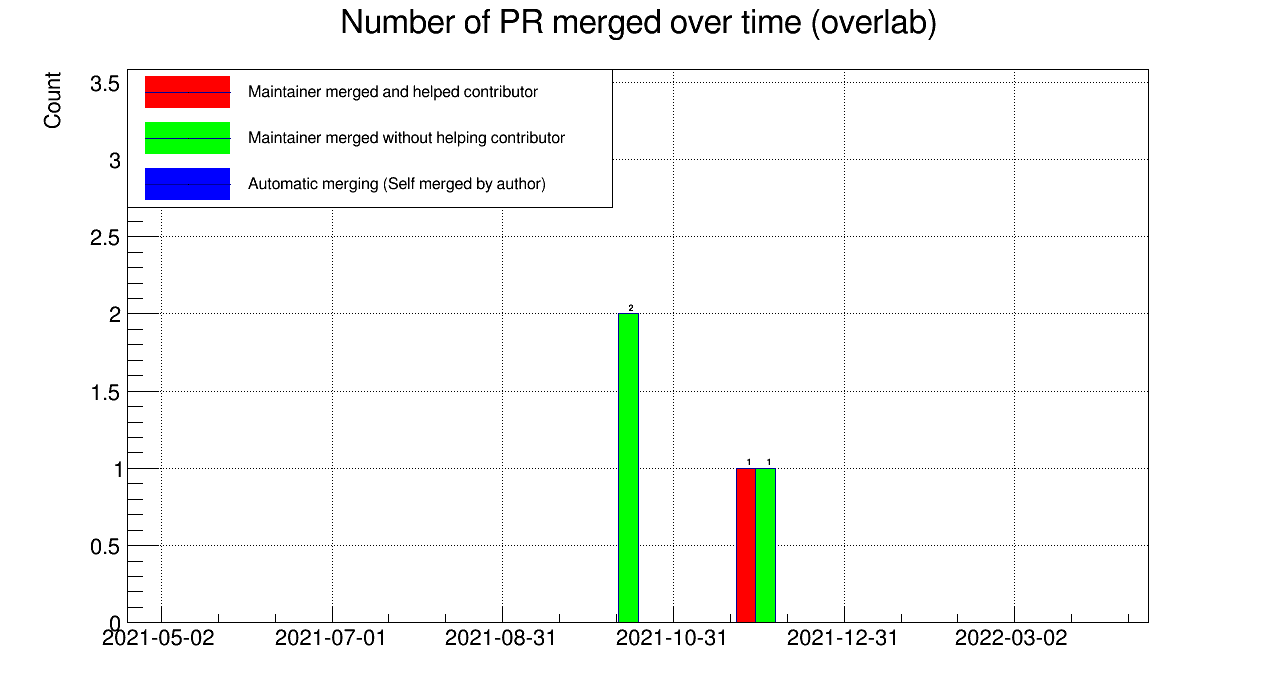 Number of PR merged over time (overlab)
Count
3.5
3
2.5
2
1.5
1
0.5
0
Maintainer merged and helped contributor
Maintainer merged without helping contributor
Automatic merging (Self merged by author)
2
1 1
2021-05-02 2021-07-01 2021-08-31 2021-10-31 2021-12-31 2022-03-02